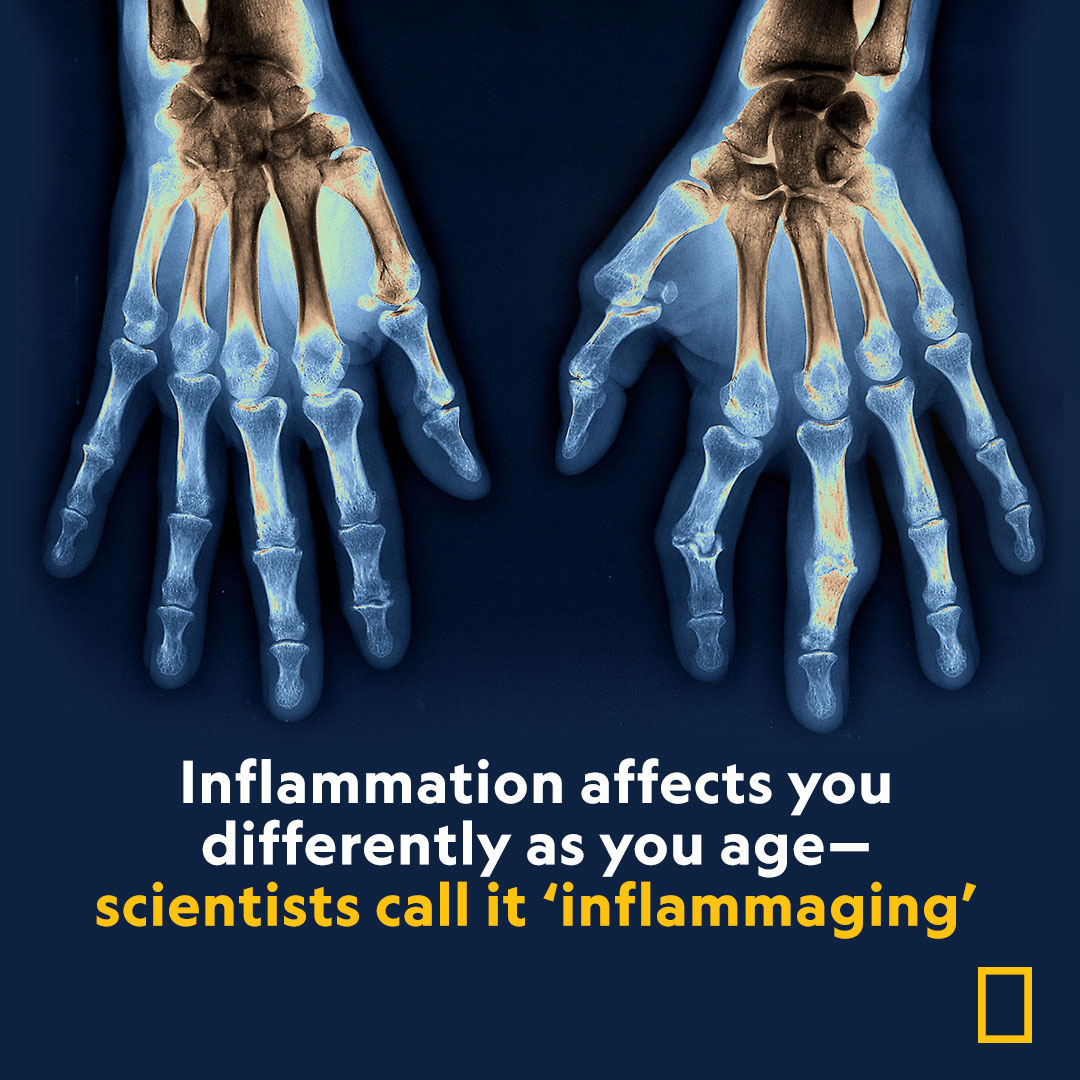 Inflammation affects you
differently as you age—
scientists call it ‘inflammaging’